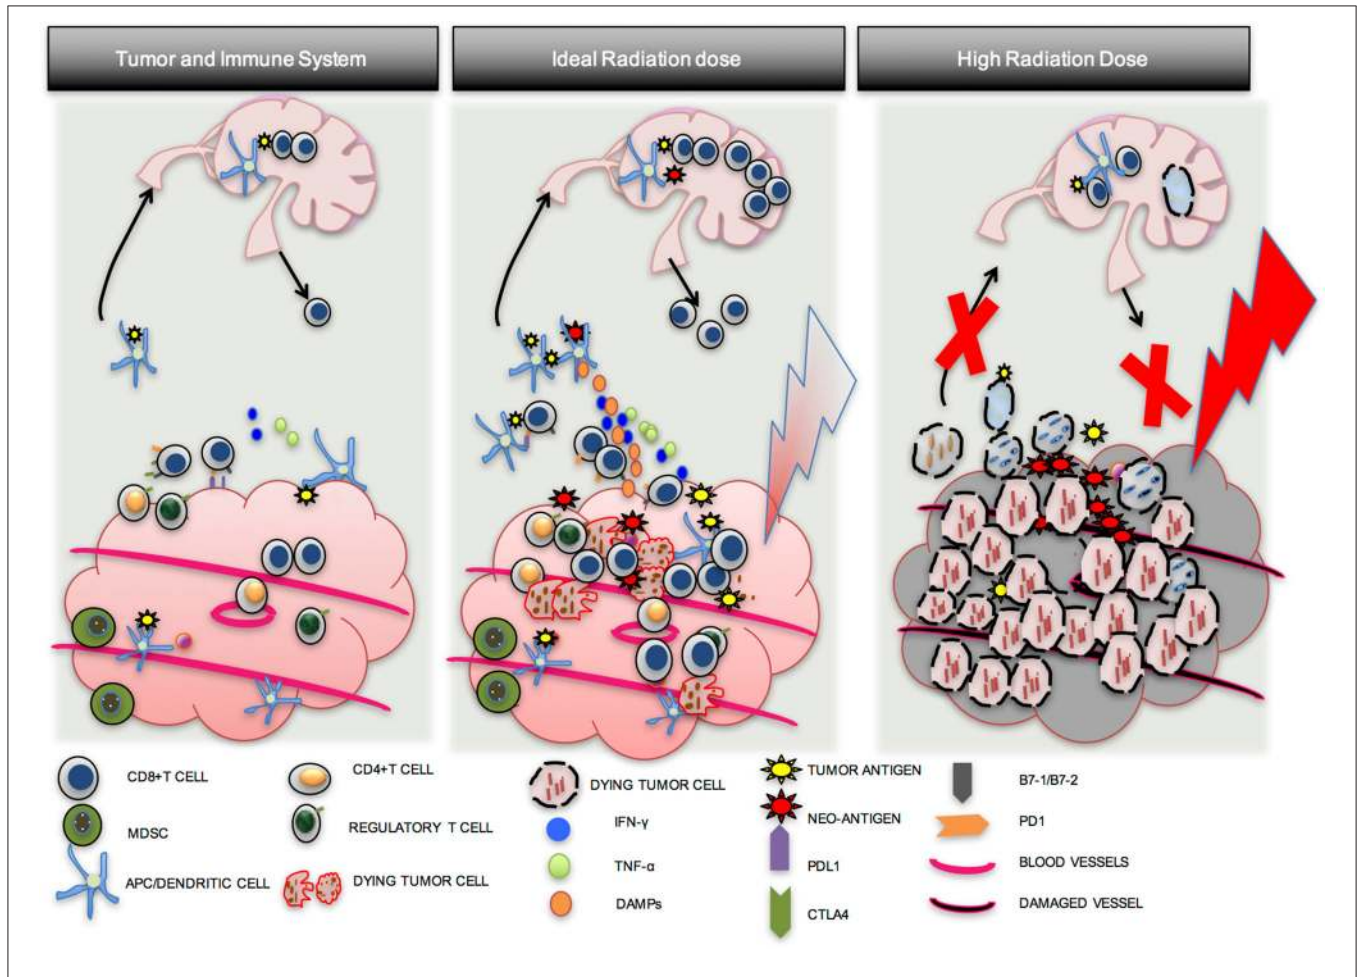 Tumor and Immune System
Ideal Radiation dose
High Radiation Dose
CD8+T CELL
CD4+T CELL
DYING TUMOR CELL
TUMOR ANTIGEN
B7-1/B7-2
MDSC
REGULATORY T CELL
IFN-γ
NEO-ANTIGEN
PD1
APC/DENDRITIC CELL
DYING TUMOR CELL
TNF-α
PDL1
BLOOD VESSELS
DAMPs
CTLA4
DAMAGED VESSEL